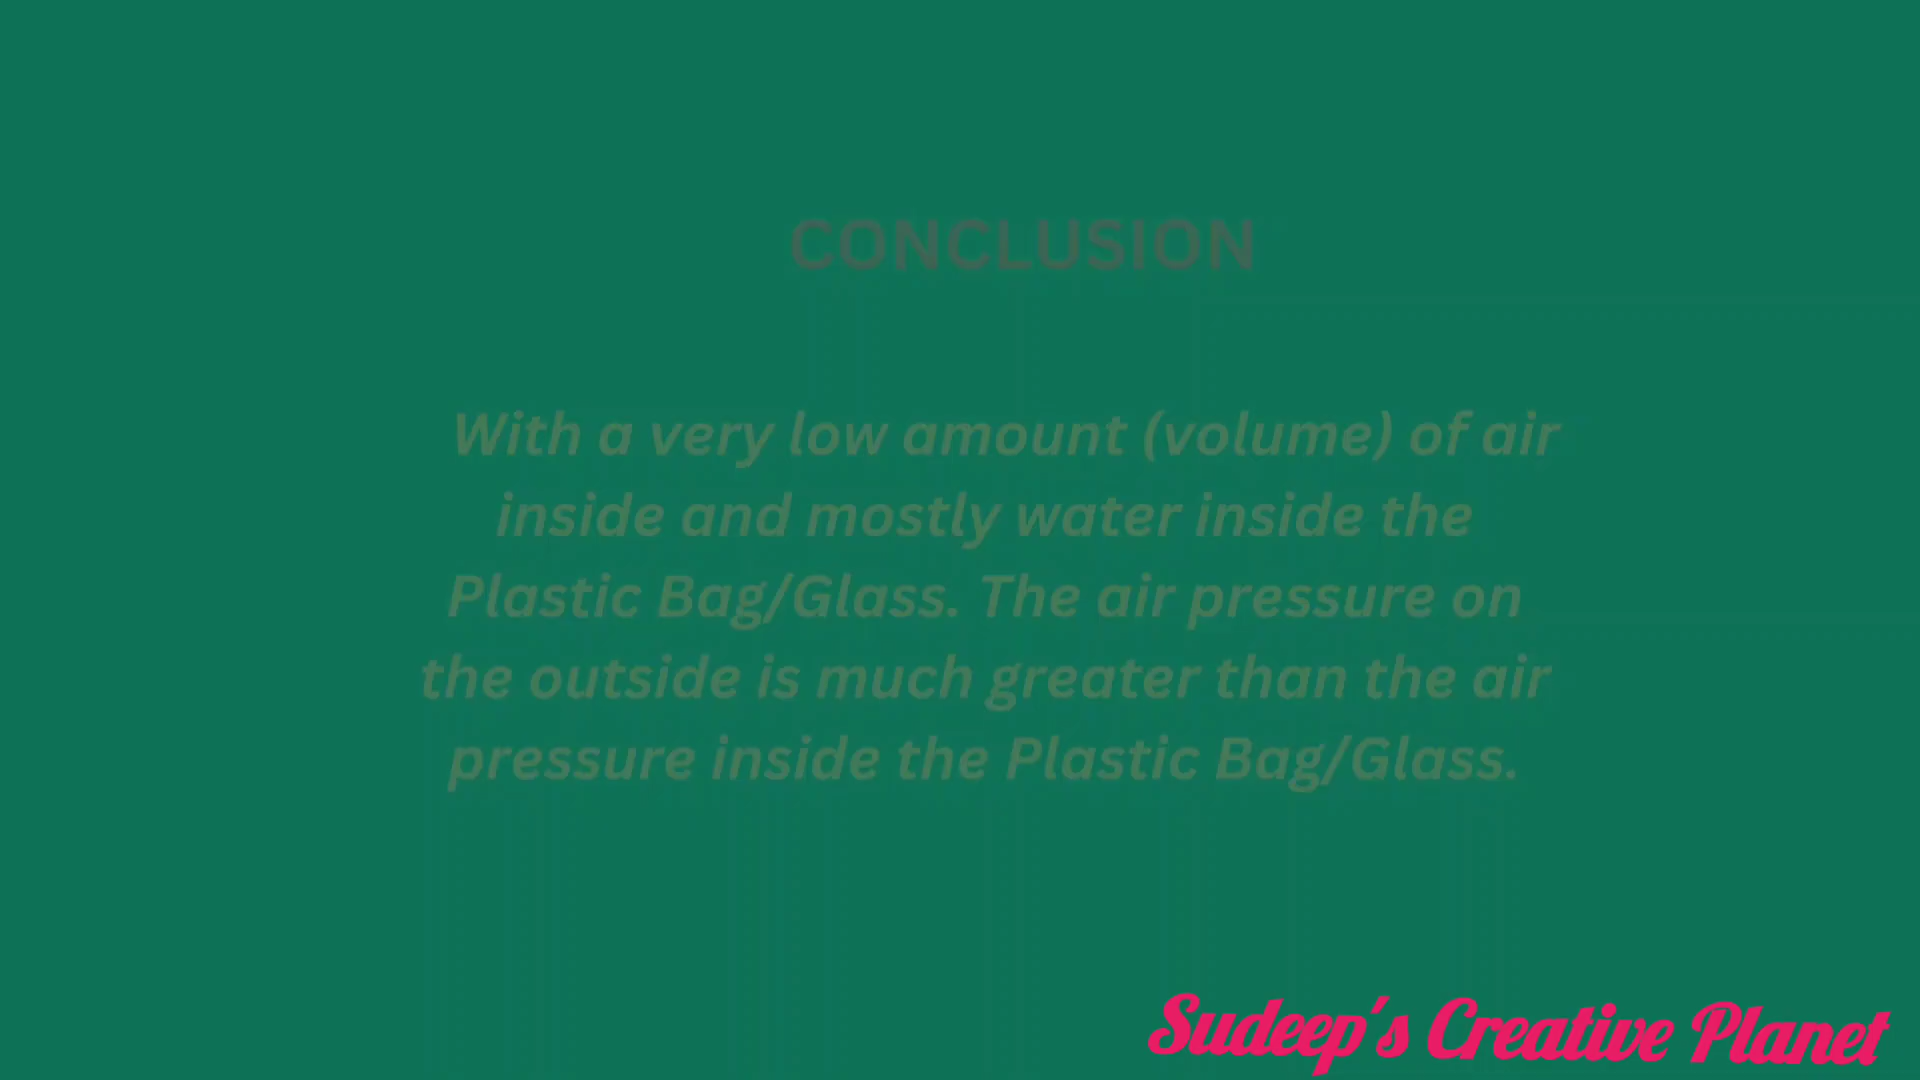 CONCLUSION
With a very low amount (volume) of air
inside and mostly water inside the
Plastic Bag/Glass. The air pressure on
the outside is much greater than the air
pressure inside the Plastic Bag/Glass.
Sudeep's Creative Planet